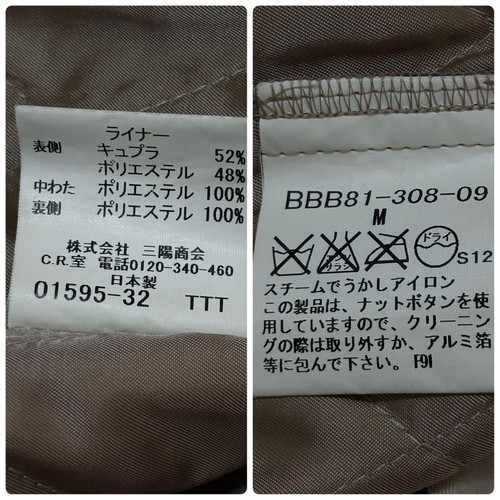 ライナー
表側 キュプラ 52%
ポリエステル 48%
中わた ポリエステル 100%
裏側 ポリエステル 100%
株式会社 三陽商会
C.R.室 電話0120-340-460
日本製
01595-32 TTT
BBB81-308-09
M
エンソ サラシ ドライ
S12
スチームでうかしアイロン
この製品は、ナットボタンを使
用していますので、クリーニン
グの際は取り外すか、アルミ箔
等に包んで下さい。 F91